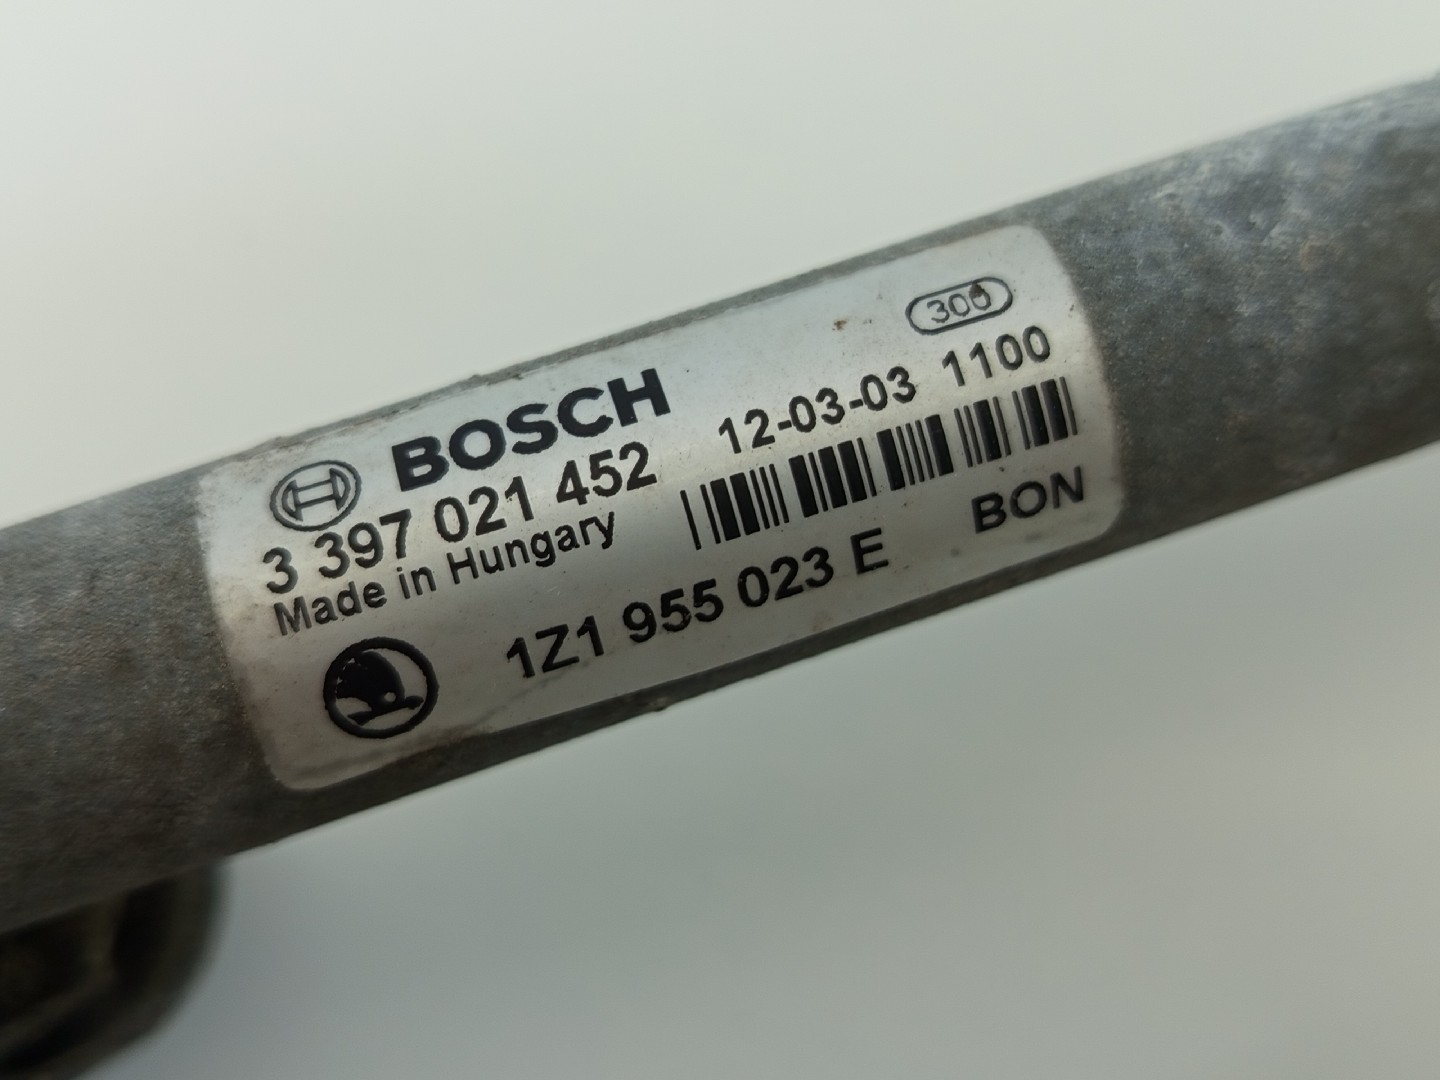 300
BOSCH
12-03-03 1100
3 397 021 452
Made in Hungary
BON
1Z1 955 023 E